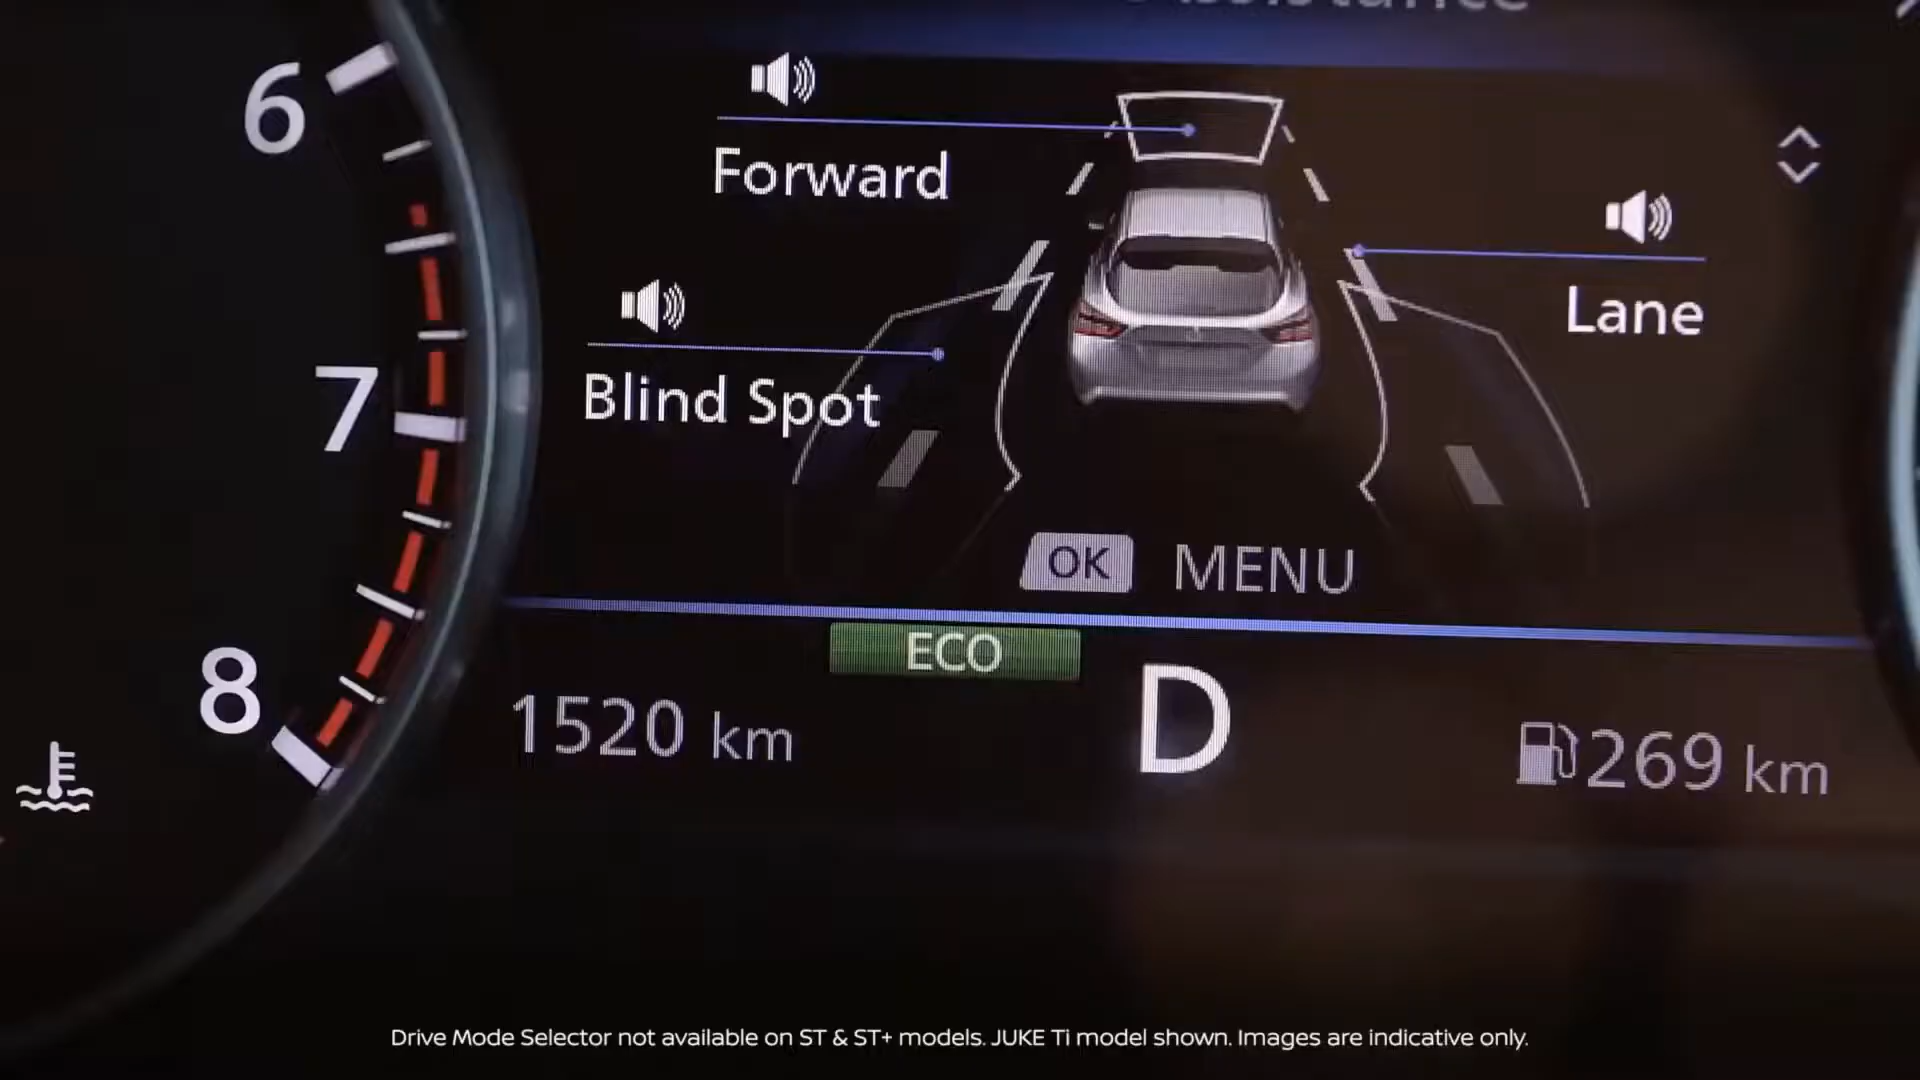 6
Forward
Lane
Blind Spot
7
OK MENU
ECO
8
1520 km
D
269 km
Drive Mode Selector not available on ST & ST+ models. JUKE Ti model shown. Images are indicative only.